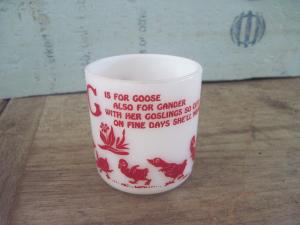 G
IS FOR GOOSE
ALSO FOR GANDER
WITH HER GOSLINGS SO
ON FINE DAYS SHE'LL